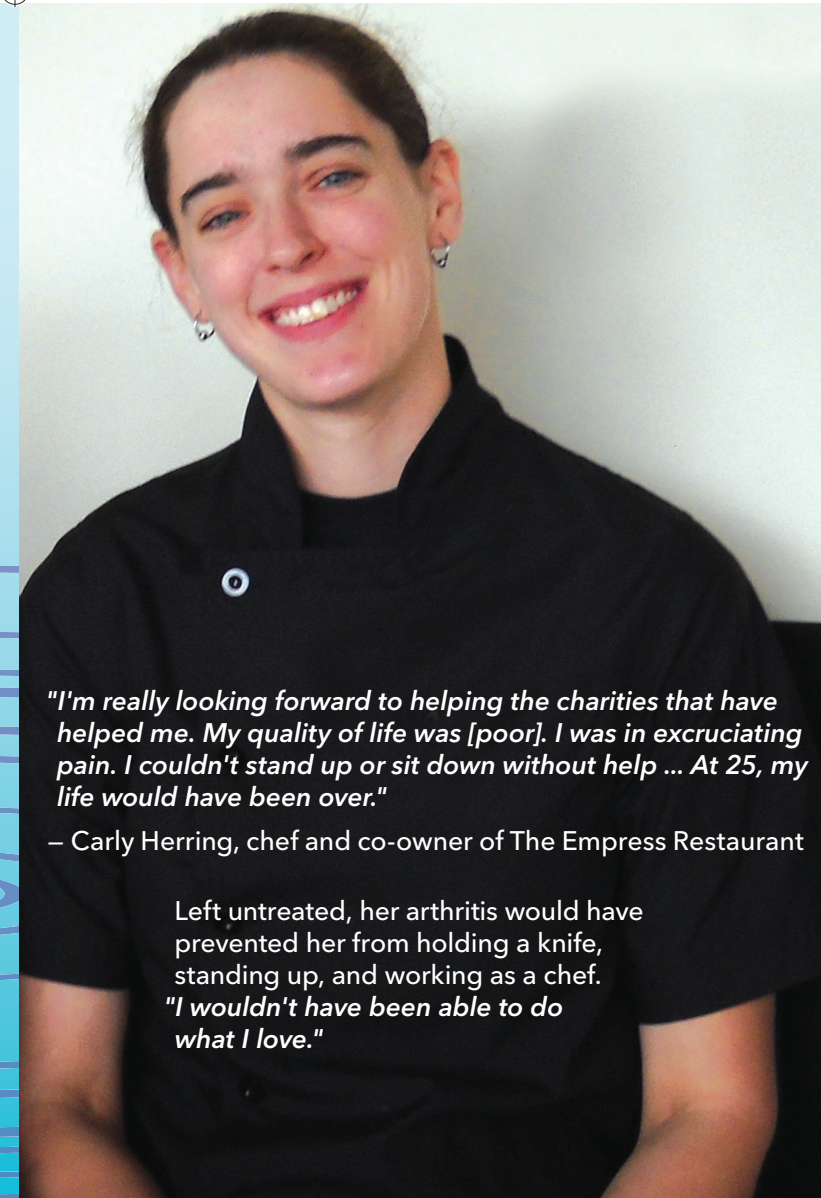 "I'm really looking forward to helping the charities that have
helped me. My quality of life was [poor]. I was in excruciating
pain. I couldn't stand up or sit down without help ... At 25, my
life would have been over."
– Carly Herring, chef and co-owner of The Empress Restaurant
Left untreated, her arthritis would have
prevented her from holding a knife,
standing up, and working as a chef.
"I wouldn't have been able to do
what I love."